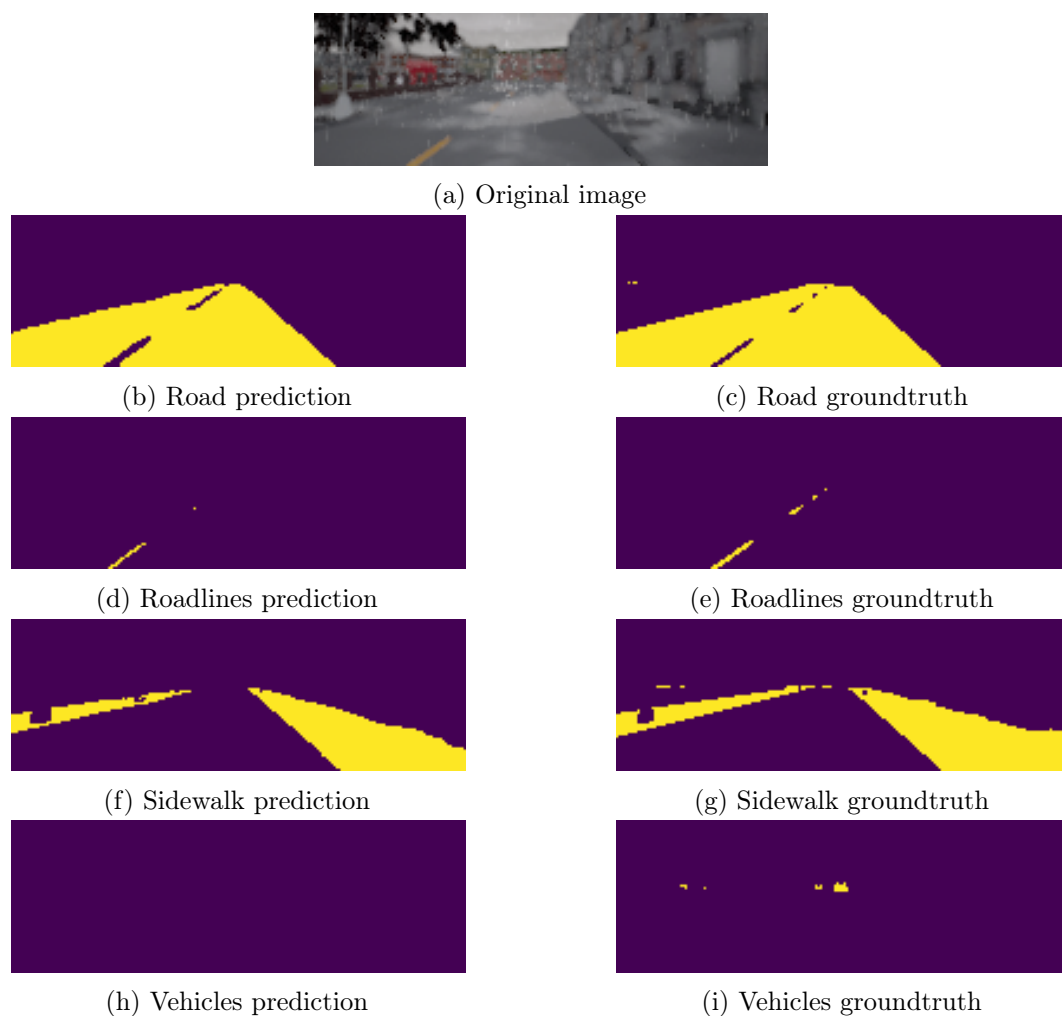 (a) Original image
(b) Road prediction
(c) Road groundtruth
(d) Roadlines prediction
(e) Roadlines groundtruth
(f) Sidewalk prediction
(g) Sidewalk groundtruth
(h) Vehicles prediction
(i) Vehicles groundtruth